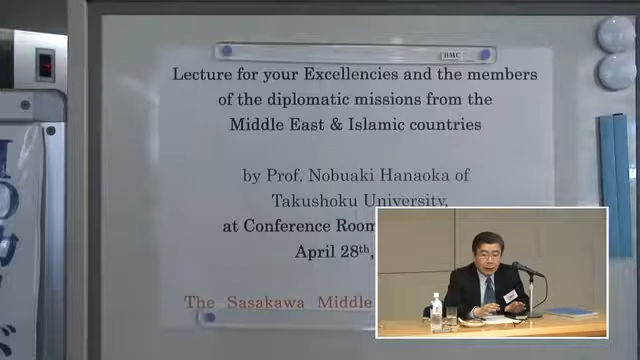 BMC
Lecture for your Excellencies and the members
of the diplomatic missions from the
Middle East & Islamic countries
by Prof. Nobuaki Hanaoka of
Takushoku University,
at Conference Room
April 28th,
The Sasakawa Middle